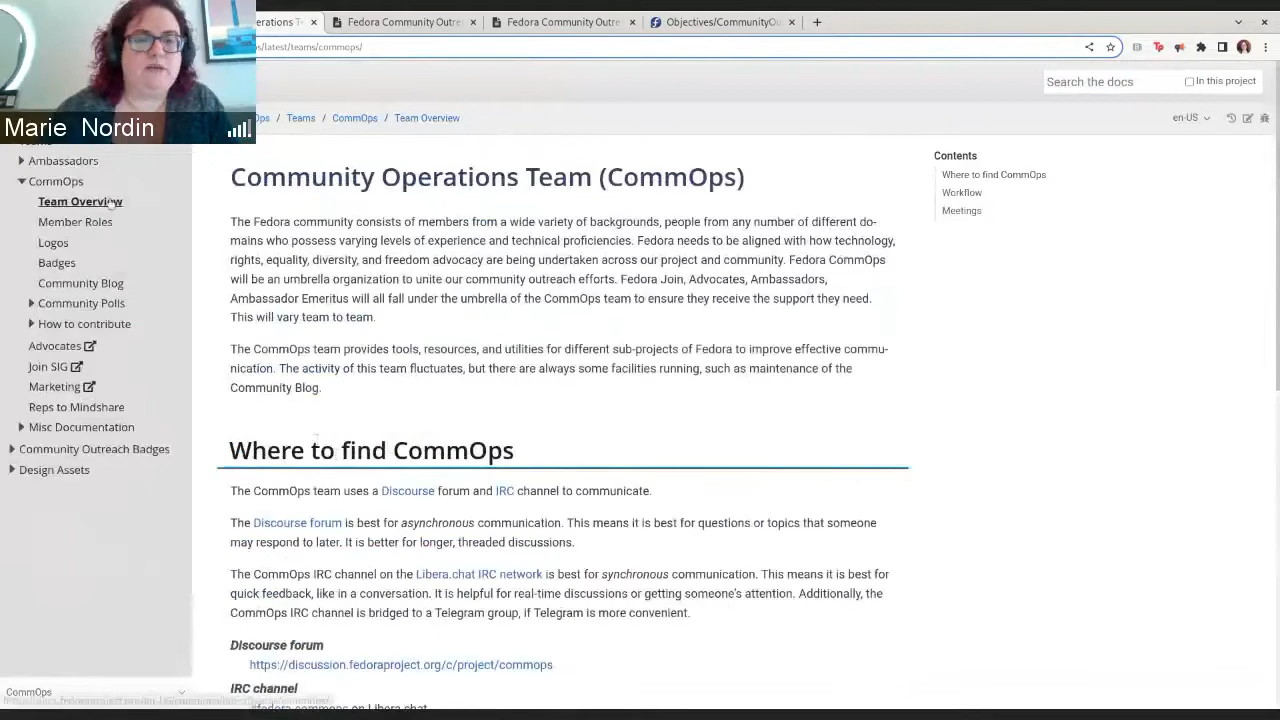 erations T
Fedora Community Outre
Fedora Community Outre
Objectives/CommunityOu
s/latest/teams/commops/
Search the docs
In this project
Marie Nordin
Ops / Teams / CommOps / Team Overview
en-US
Ambassadors
CommOps
Team Overview
Member Roles
Logos
Badges
Community Blog
Community Polls
How to contribute
Advocates
Join SIG
Marketing
Reps to Mindshare
Misc Documentation
Community Outreach Badges
Design Assets
CommOps
Community Operations Team (CommOps)
The Fedora community consists of members from a wide variety of backgrounds, people from any number of different do-
mains who possess varying levels of experience and technical proficiencies. Fedora needs to be aligned with how technology,
rights, equality, diversity, and freedom advocacy are being undertaken across our project and community. Fedora CommOps
will be an umbrella organization to unite our community outreach efforts. Fedora Join, Advocates, Ambassadors,
Ambassador Emeritus will all fall under the umbrella of the CommOps team to ensure they receive the support they need.
This will vary team to team.
The CommOps team provides tools, resources, and utilities for different sub-projects of Fedora to improve effective commu-
nication. The activity of this team fluctuates, but there are always some facilities running, such as maintenance of the
Community Blog.
Where to find CommOps
The CommOps team uses a Discourse forum and IRC channel to communicate.
The Discourse forum is best for asynchronous communication. This means it is best for questions or topics that someone
may respond to later. It is better for longer, threaded discussions.
The CommOps IRC channel on the Libera.chat IRC network is best for synchronous communication. This means it is best for
quick feedback, like in a conversation. It is helpful for real-time discussions or getting someone's attention. Additionally, the
CommOps IRC channel is bridged to a Telegram group, if Telegram is more convenient.
Discourse forum
https://discussion.fedoraproject.org/c/project/commops
IRC channel
#fedora-commops on Libera.chat
Contents
Where to find CommOps
Workflow
Meetings